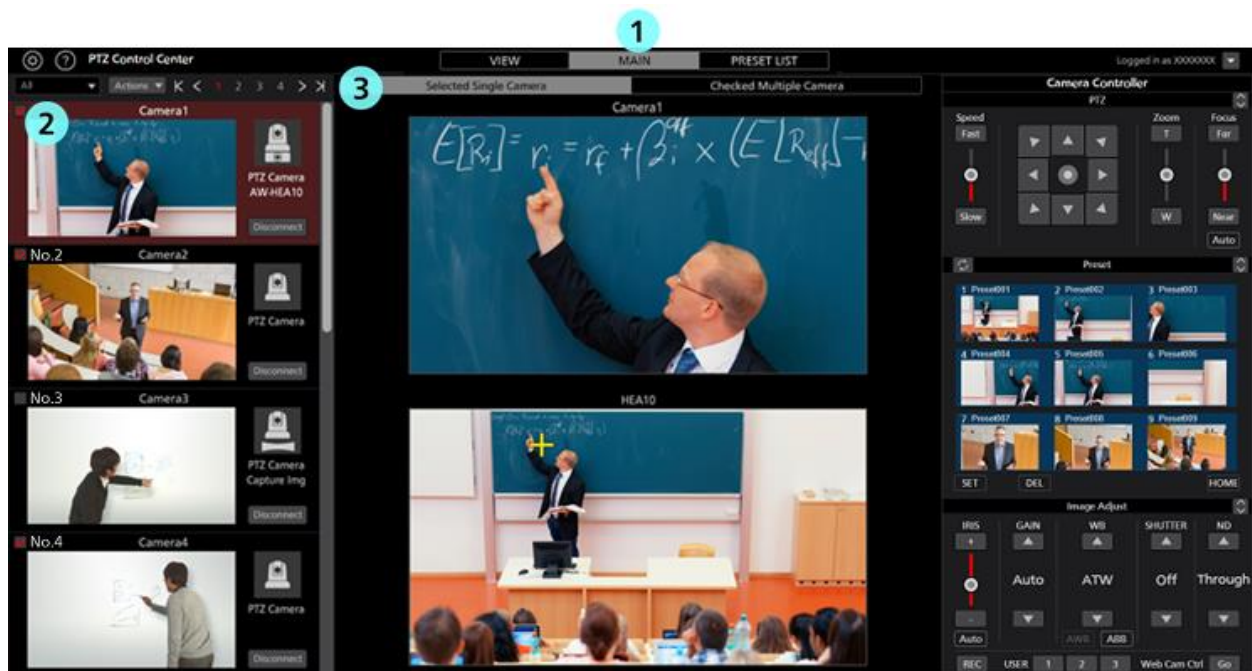 1
PTZ Control Center
VIEW
MAIN
PRESET LIST
Logged in as XXXXXXX
All
Actions
1 2 3 4
3
Selected Single Camera
Checked Multiple Camera
2
Camera1
PTZ Camera
AW-HEA10
Disconnect
No.2
Camera2
PTZ Camera
Disconnect
No.3
Camera3
PTZ Camera
Capture Img
Disconnect
No.4
Camera4
PTZ Camera
Disconnect
Camera1
E[Ri] = ri = rf + βi × (E[Reff]-
HEA10
Camera Controller
PTZ
Speed
Zoom
Focus
Fast
T
Far
Slow
W
Near
Auto
Preset
1 Preset001
2 Preset002
3 Preset003
4 Preset004
5 Preset005
6 Preset006
7 Preset007
8 Preset008
9 Preset009
SET
DEL
HOME
Image Adjust
IRIS
GAIN
WB
SHUTTER
ND
+
Auto
ATW
Off
Through
-
Auto
AWB
ABB
REC
USER
1
2
3
Web Cam Ctrl
Go